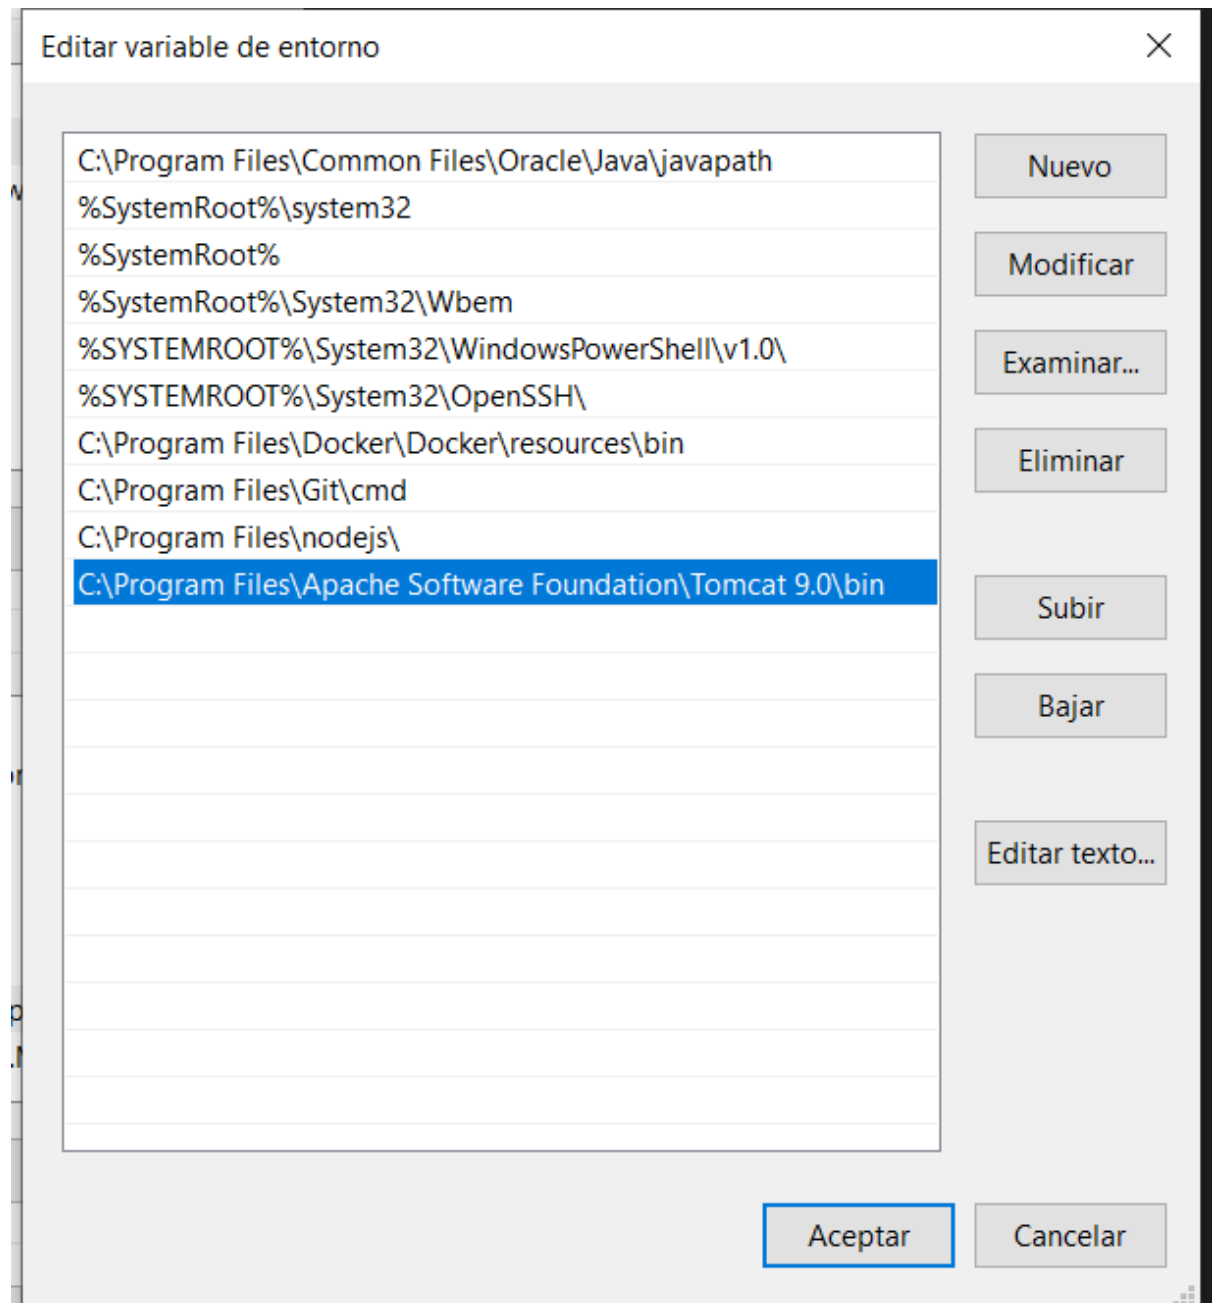 Editar variable de entorno
C:\Program Files\Common Files\Oracle\Java\javapath
%SystemRoot%\system32
%SystemRoot%
%SystemRoot%\System32\Wbem
%SYSTEMROOT%\System32\WindowsPowerShell\v1.0\
%SYSTEMROOT%\System32\OpenSSH\
C:\Program Files\Docker\Docker\resources\bin
C:\Program Files\Git\cmd
C:\Program Files\nodejs\
C:\Program Files\Apache Software Foundation\Tomcat 9.0\bin
Nuevo
Modificar
Examinar...
Eliminar
Subir
Bajar
Editar texto...
Aceptar
Cancelar